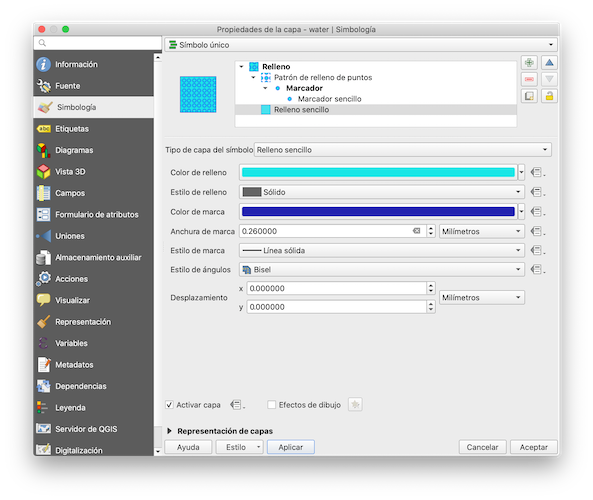 Propiedades de la capa - water | Simbología
Información
Fuente
Simbología
Etiquetas
Diagramas
Vista 3D
Campos
Formulario de atributos
Uniones
Almacenamiento auxiliar
Acciones
Visualizar
Representación
Variables
Metadatos
Dependencias
Leyenda
Servidor de QGIS
Digitalización
Símbolo único
Relleno
Patrón de relleno de puntos
Marcador
Marcador sencillo
Relleno sencillo
Tipo de capa del símbolo Relleno sencillo
Color de relleno
Estilo de relleno Sólido
Color de marca
Anchura de marca 0.260000 Milímetros
Estilo de marca Línea sólida
Estilo de ángulos Bisel
Desplazamiento x 0.000000 Milímetros
y 0.000000
Activar capa Efectos de dibujo
Representación de capas
Ayuda Estilo Aplicar Cancelar Aceptar